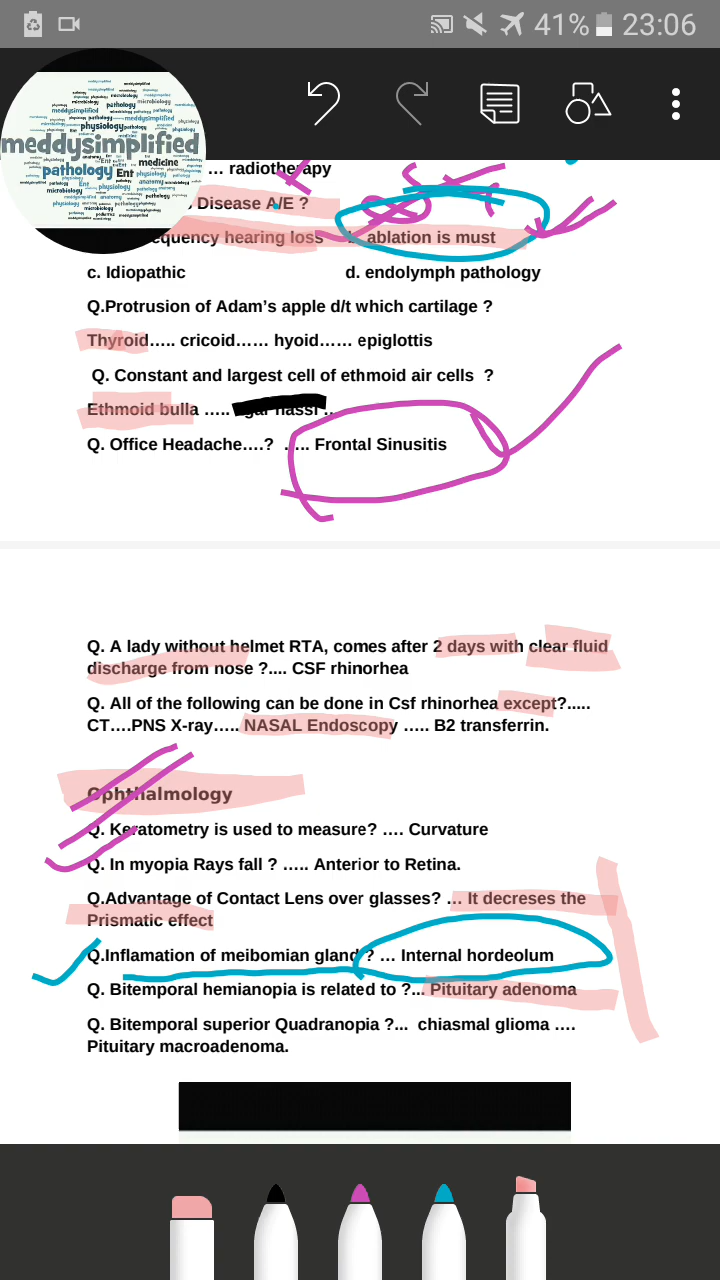 41% 23:06
meddysimplified
pathology
physiology
medicine
microbiology
Ent
anatomy
… radiotherapy
Disease A/E ?
equency hearing loss ablation is must
c. Idiopathic d. endolymph pathology
Q.Protrusion of Adam’s apple d/t which cartilage ?
Thyroid….. cricoid…… hyoid…… epiglottis
Q. Constant and largest cell of ethmoid air cells ?
Ethmoid bulla …..
Q. Office Headache….? ….. Frontal Sinusitis
Q. A lady without helmet RTA, comes after 2 days with clear fluid
discharge from nose ?.... CSF rhinorhea
Q. All of the following can be done in Csf rhinorhea except?.....
CT….PNS X-ray….. NASAL Endoscopy ….. B2 transferrin.
Ophthalmology
Q. Keratometry is used to measure? …. Curvature
Q. In myopia Rays fall ? ….. Anterior to Retina.
Q.Advantage of Contact Lens over glasses? … It decreses the
Prismatic effect
Q.Inflamation of meibomian gland ? … Internal hordeolum
Q. Bitemporal hemianopia is related to ?... Pituitary adenoma
Q. Bitemporal superior Quadranopia ?... chiasmal glioma ….
Pituitary macroadenoma.